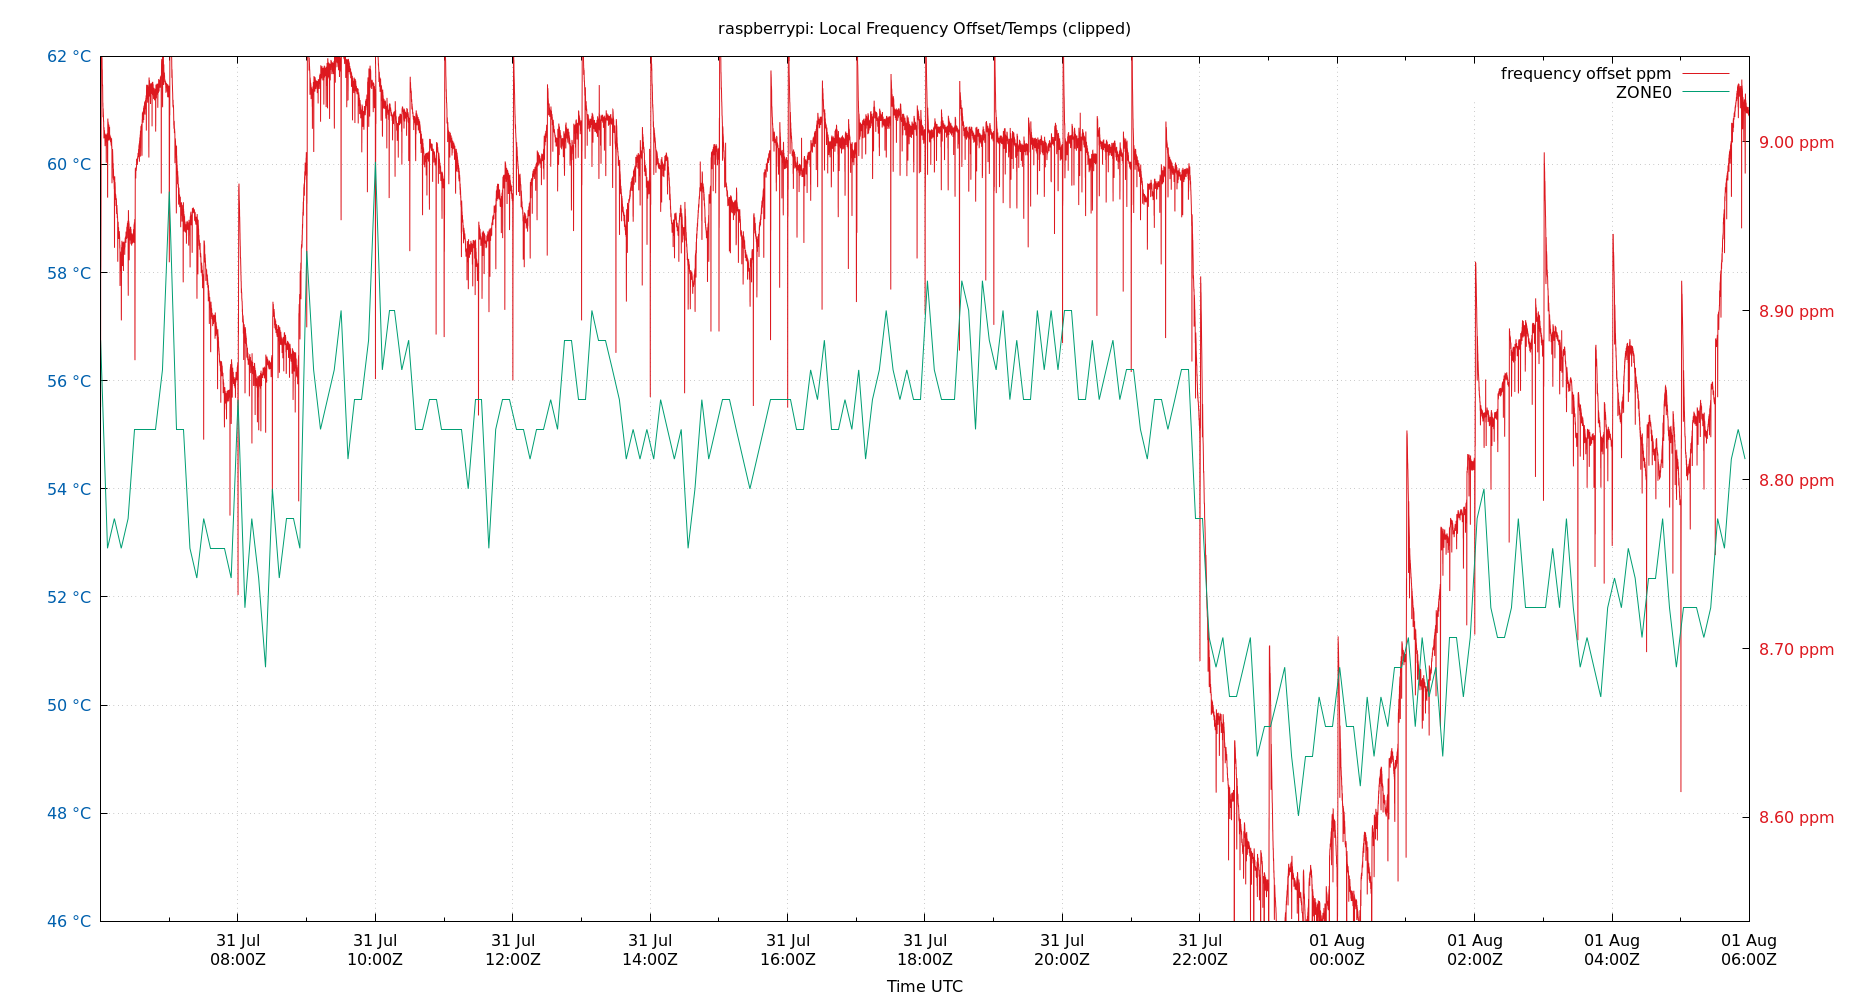 raspberrypi: Local Frequency Offset/Temps (clipped)
frequency offset ppm
ZONE0
62 °C
60 °C
58 °C
56 °C
54 °C
52 °C
50 °C
48 °C
46 °C
9.00 ppm
8.90 ppm
8.80 ppm
8.70 ppm
8.60 ppm
31 Jul
08:00Z
31 Jul
10:00Z
31 Jul
12:00Z
31 Jul
14:00Z
31 Jul
16:00Z
31 Jul
18:00Z
31 Jul
20:00Z
31 Jul
22:00Z
01 Aug
00:00Z
01 Aug
02:00Z
01 Aug
04:00Z
01 Aug
06:00Z
Time UTC